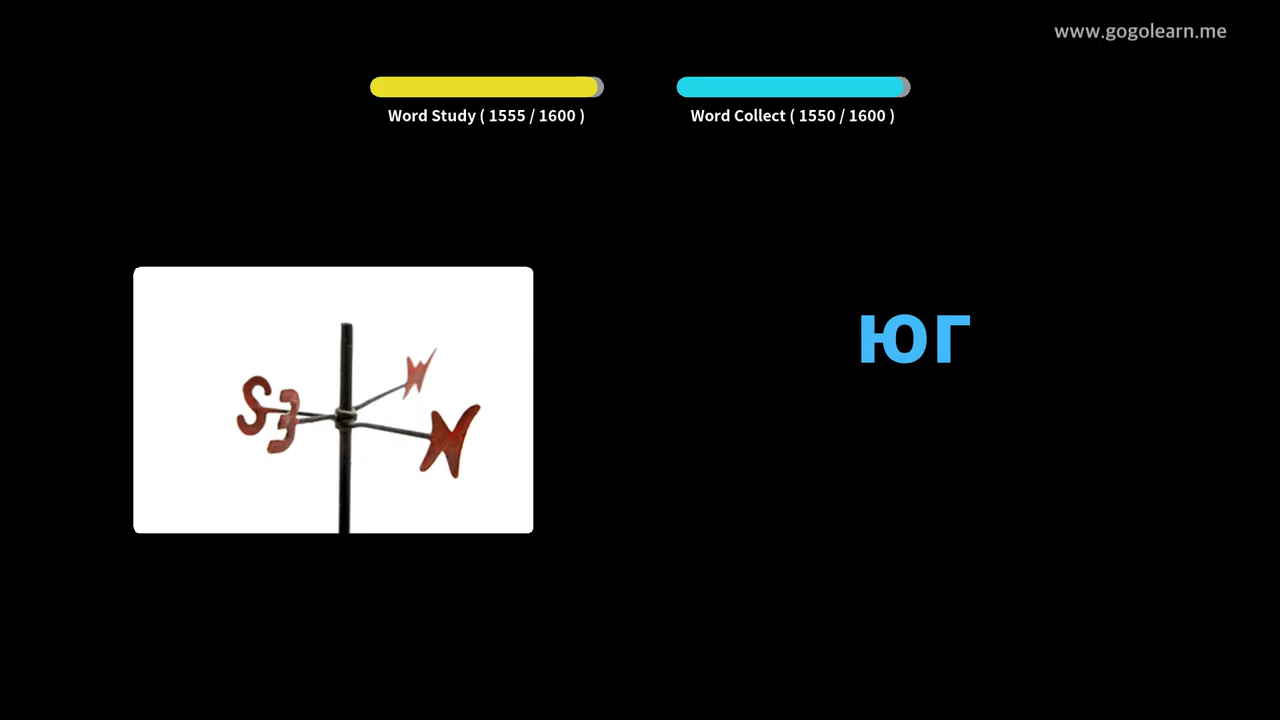 www.gogolearn.me
Word Study ( 1555 / 1600 )
Word Collect ( 1550 / 1600 )
юг
S
E
W
N